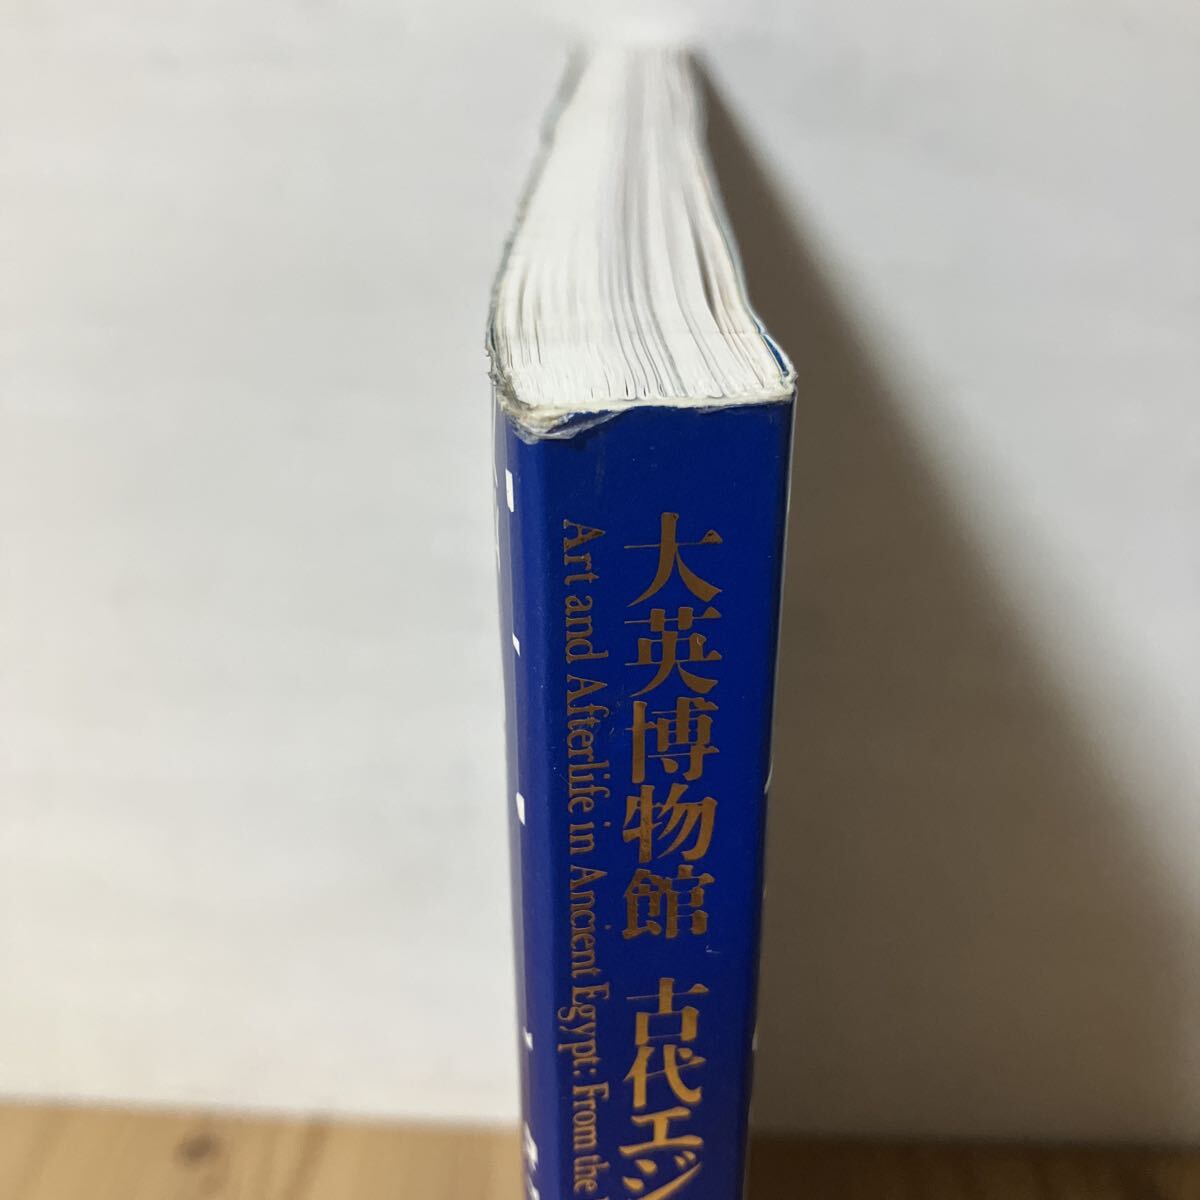 大英博物館 古代エジ
Art and Afterlife in Ancient Egypt: From the